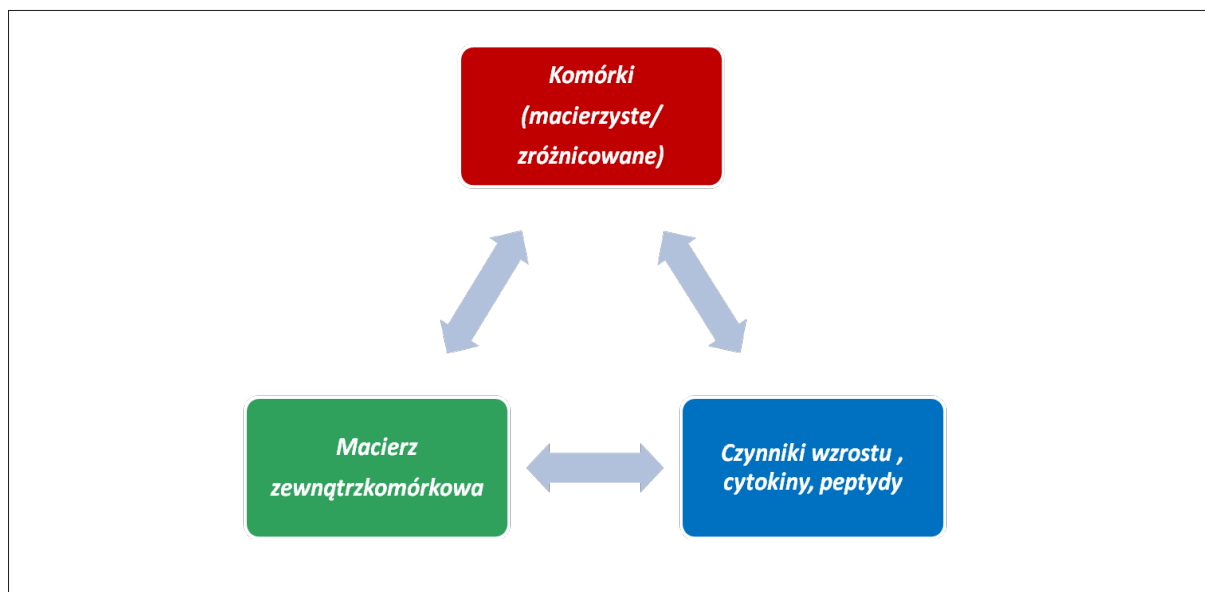 Komórki
(macierzyste/
zróżnicowane)
Macierz
zewnątrzkomórkowa
Czynniki wzrostu ,
cytokiny, peptydy